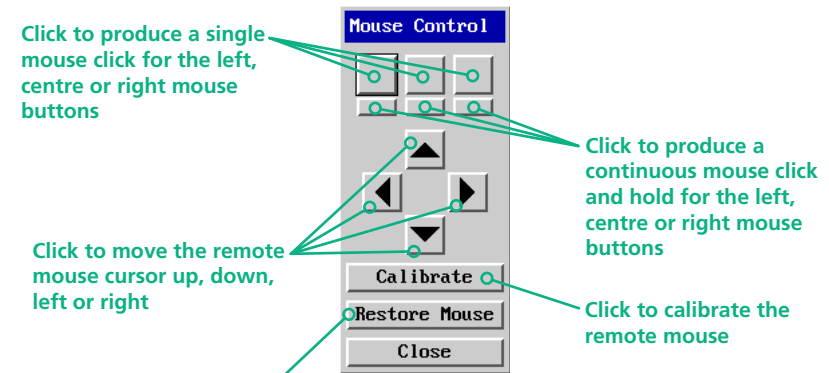 Mouse Control
Click to produce a single
mouse click for the left,
centre or right mouse
buttons
Click to produce a
continuous mouse click
and hold for the left,
centre or right mouse
buttons
Click to move the remote
mouse cursor up, down,
left or right
Calibrate
Click to calibrate the
remote mouse
Restore Mouse
Close